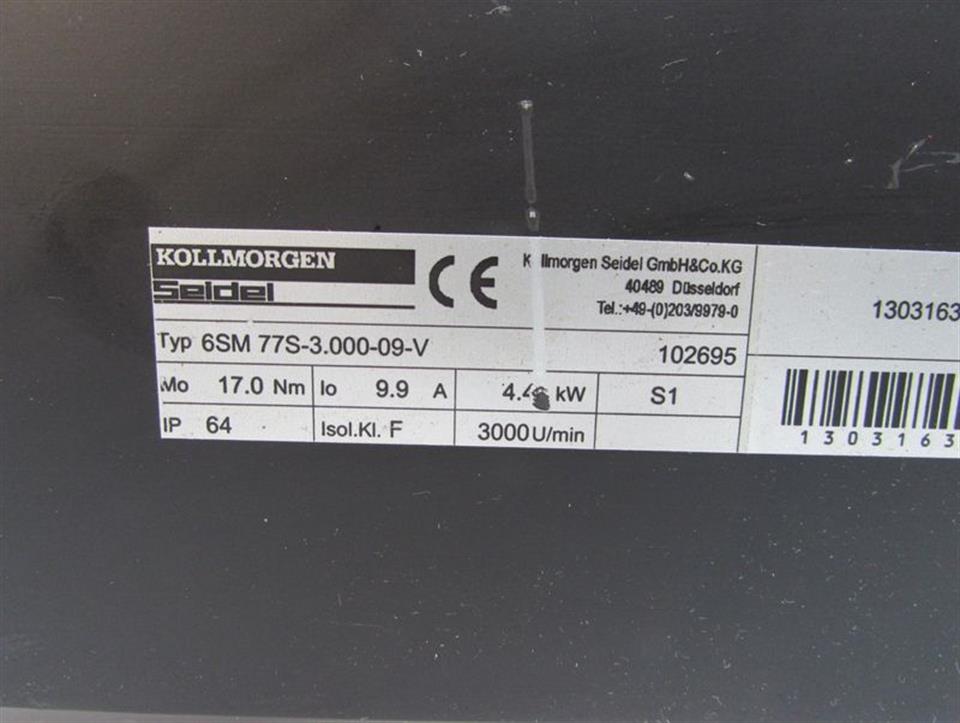 KOLLMORGEN
Seidel
CE
Kollmorgen Seidel GmbH&Co.KG
40489 Düsseldorf
Tel.:+49-(0)203/9979-0
1303163
Typ 6SM 77S-3.000-09-V 102695
Mo 17.0 Nm Io 9.9 A kW S1
IP 64 Isol.Kl. F 3000 U/min
1303163